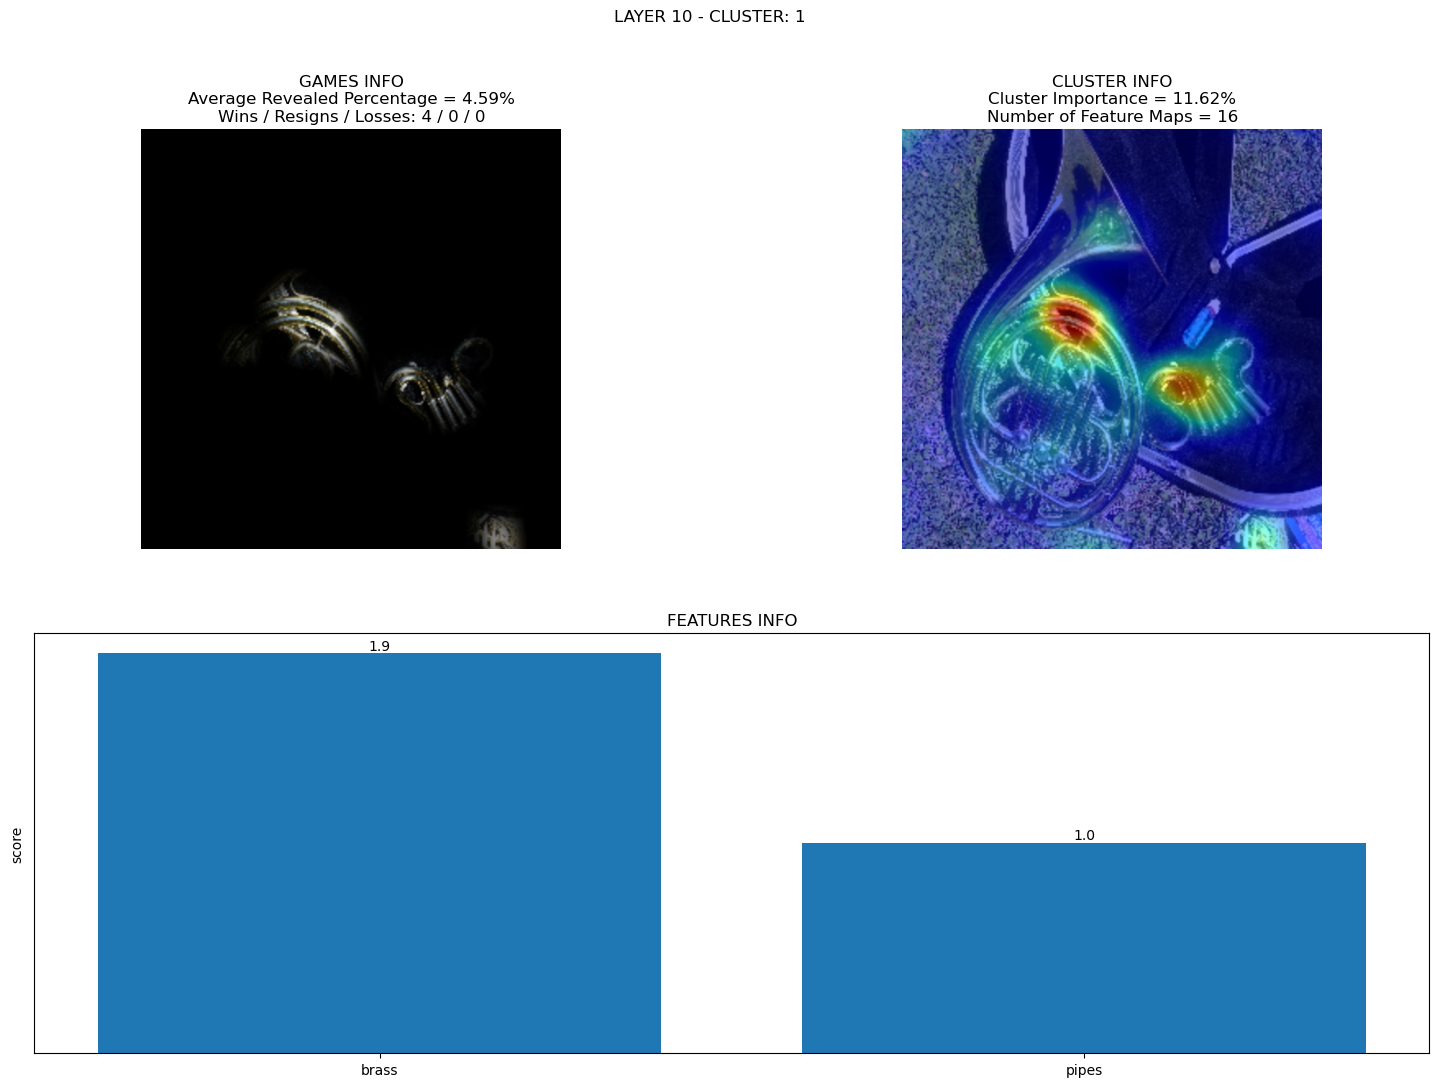 LAYER 10 - CLUSTER: 1
GAMES INFO
Average Revealed Percentage = 4.59%
Wins / Resigns / Losses: 4 / 0 / 0
CLUSTER INFO
Cluster Importance = 11.62%
Number of Feature Maps = 16
FEATURES INFO
score
1.9
1.0
brass
pipes